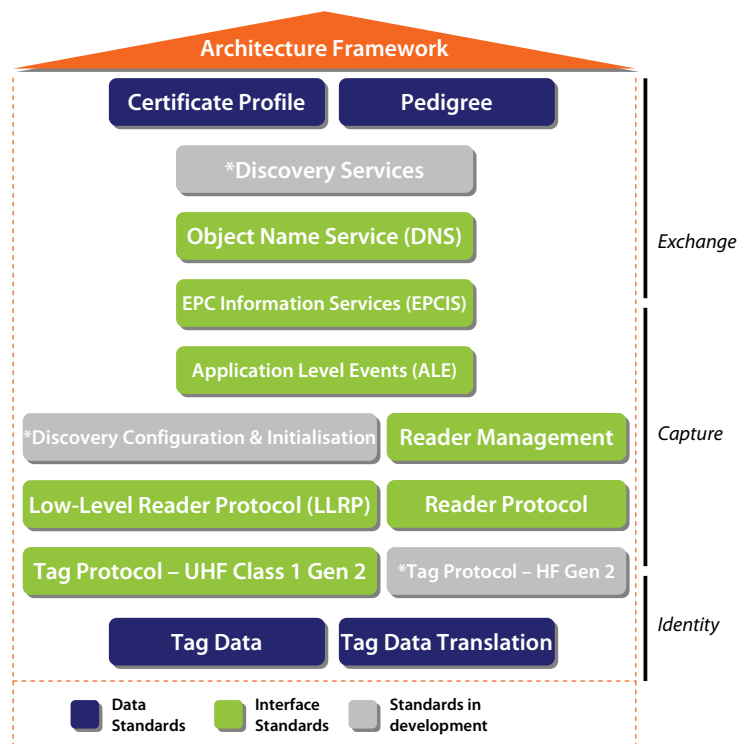 Architecture Framework
Certificate Profile
Pedigree
*Discovery Services
Object Name Service (DNS)
Exchange
EPC Information Services (EPCIS)
Application Level Events (ALE)
*Discovery Configuration & Initialisation
Reader Management
Capture
Low-Level Reader Protocol (LLRP)
Reader Protocol
Tag Protocol – UHF Class 1 Gen 2
*Tag Protocol – HF Gen 2
Identity
Tag Data
Tag Data Translation
Data
Standards
Interface
Standards
Standards in
development